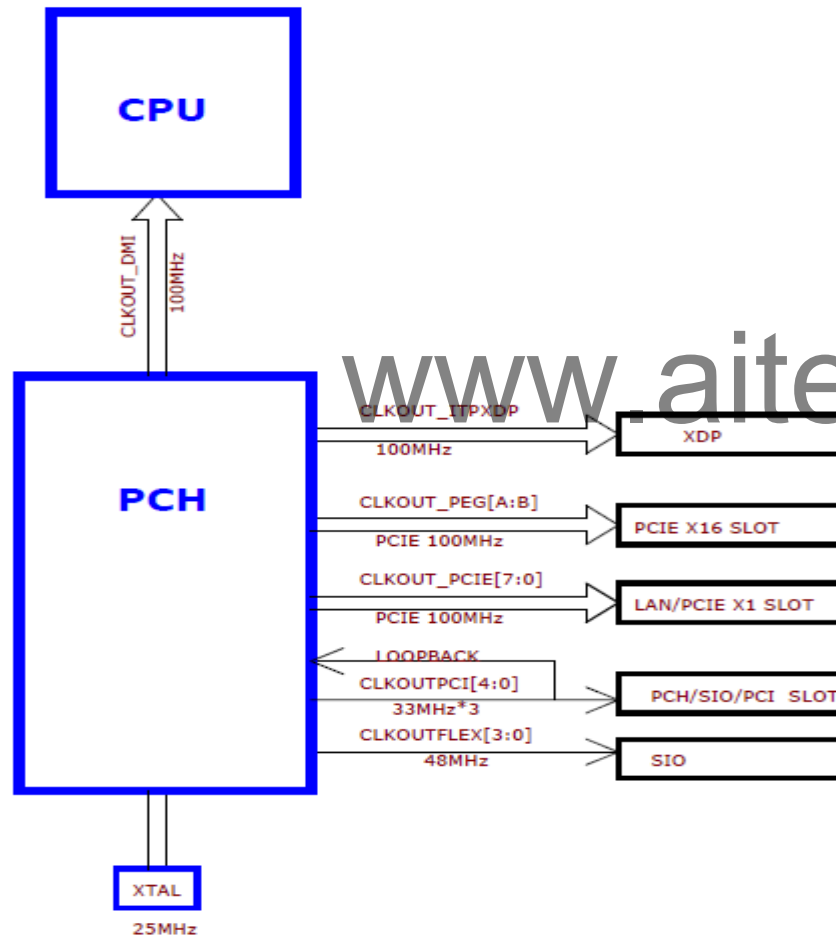 CPU
CLKOUT_DMI
100MHz
www.aite
CLKOUT_ITPXDP
100MHz
XDP
PCH
CLKOUT_PEG[A:B]
PCIE 100MHz
PCIE X16 SLOT
CLKOUT_PCIE[7:0]
PCIE 100MHz
LAN/PCIE X1 SLOT
LOOPBACK
CLKOUTPCI[4:0]
33MHz*3
PCH/SIO/PCI SLOT
CLKOUTFLEX[3:0]
48MHz
SIO
XTAL
25MHz